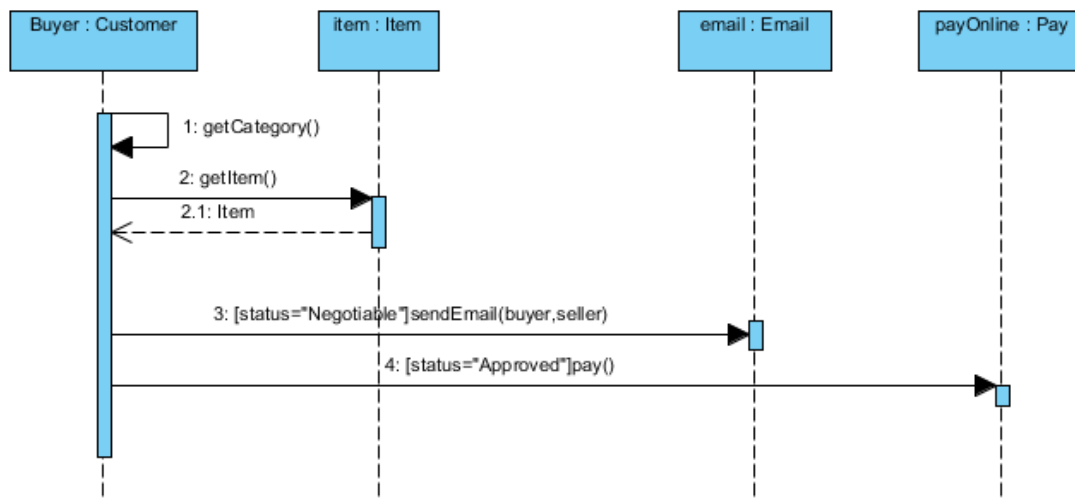 Buyer : Customer
item : Item
email : Email
payOnline : Pay
1: getCategory()
2: getItem()
2.1: Item
3: [status="Negotiable"]sendEmail(buyer,seller)
4: [status="Approved"]pay()